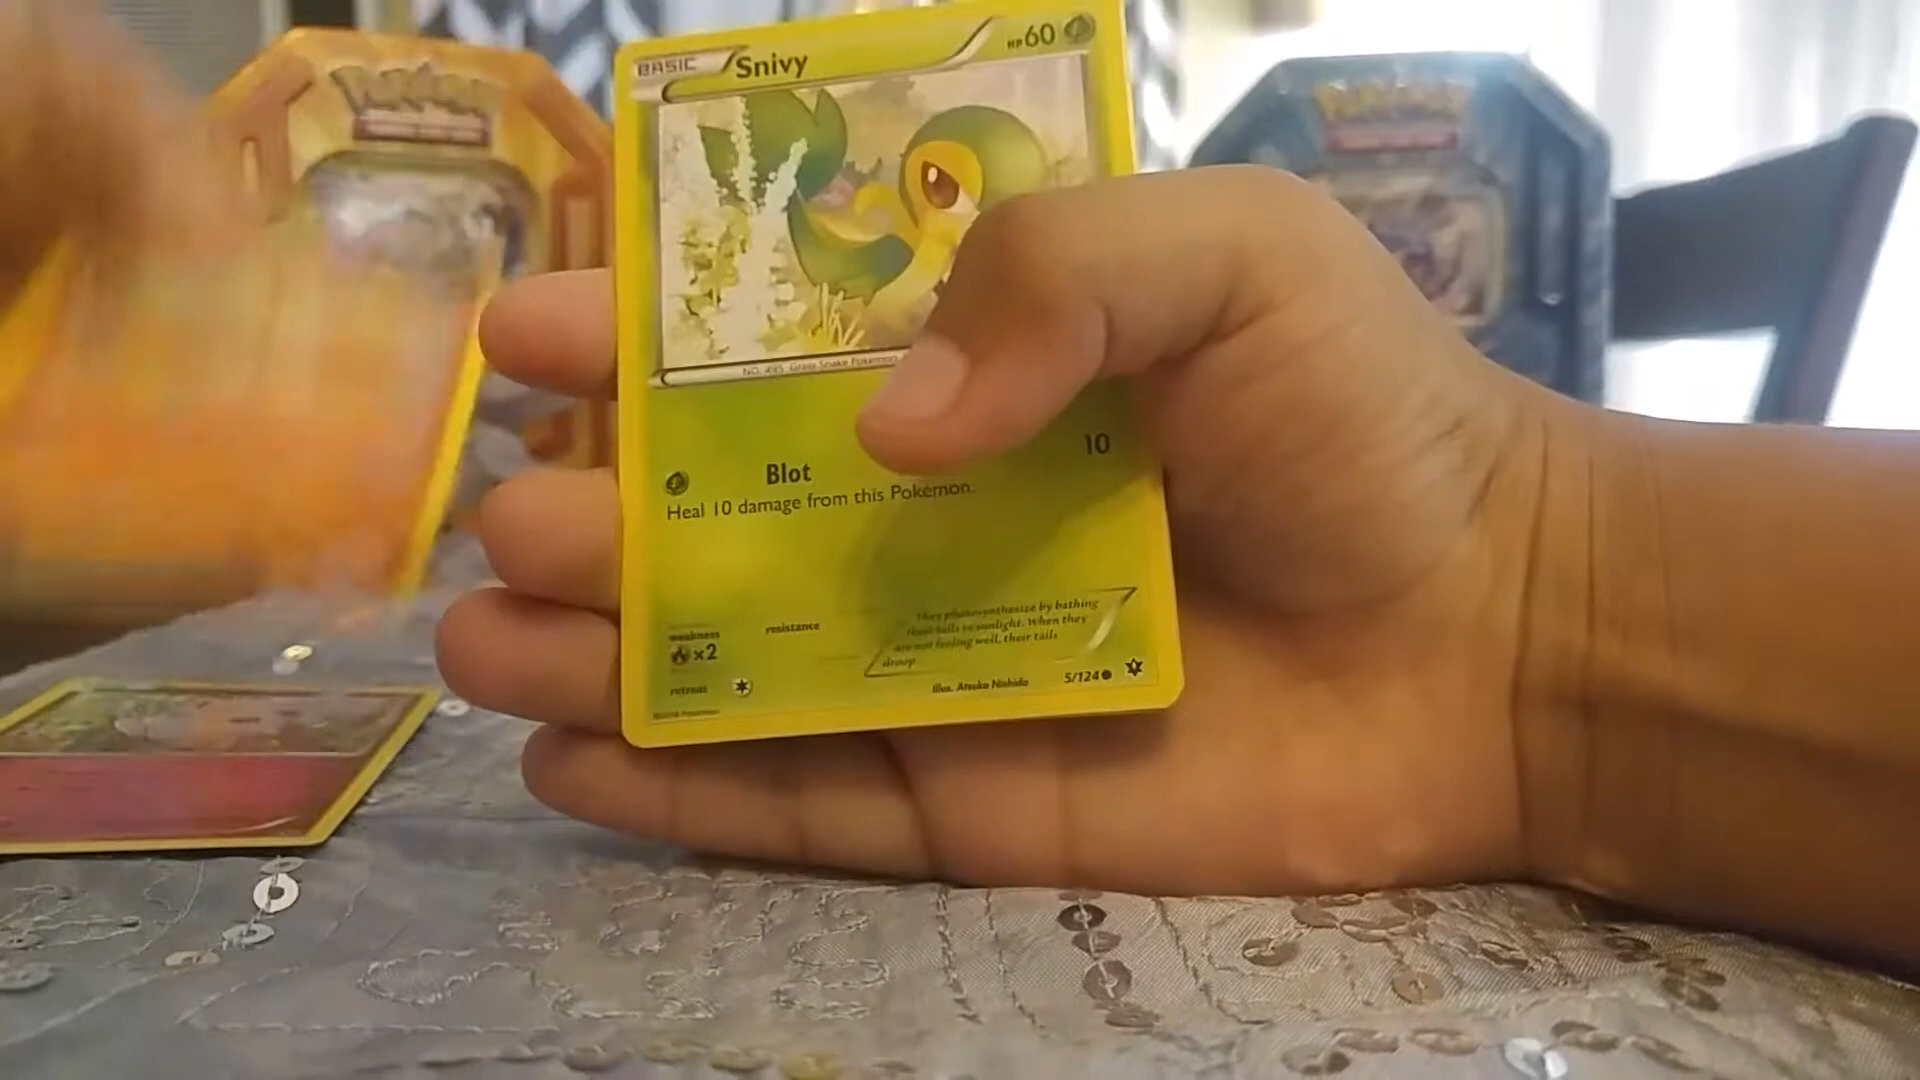 Pokémon
Pokémon
BASIC Snivy HP60
NO. 495 Grass Snake Pokémon
Blot 10
Heal 10 damage from this Pokémon.
They photosynthesize by bathing
their tails in sunlight. When they
are not feeling well, their tails
droop.
weakness resistance
×2
retreat
Illus. Atsuko Nishida 5/124